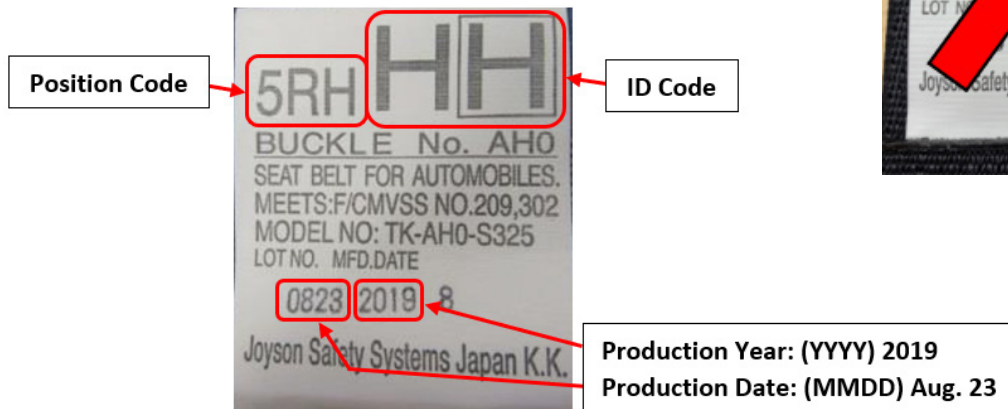 LOT N
Joyson Safety
Position Code
5RH
H H
ID Code
BUCKLE No. AH0
SEAT BELT FOR AUTOMOBILES.
MEETS:F/CMVSS NO.209,302
MODEL NO: TK-AH0-S325
LOT NO. MFD.DATE
0823 2019 8
Joyson Safety Systems Japan K.K.
Production Year: (YYYY) 2019
Production Date: (MMDD) Aug. 23